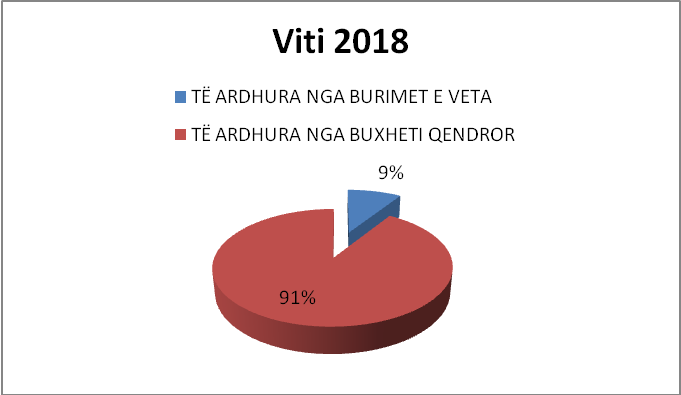 Viti 2018
TË ARDHURA NGA BURIMET E VETA
TË ARDHURA NGA BUXHETI QENDROR
9%
91%